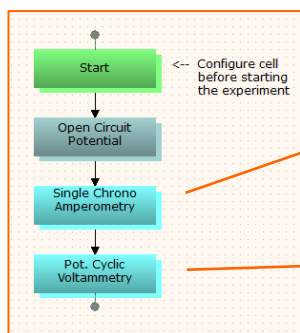 Start
<-- Configure cell
before starting
the experiment
Open Circuit
Potential
Single Chrono
Amperometry
Pot. Cyclic
Voltammetry